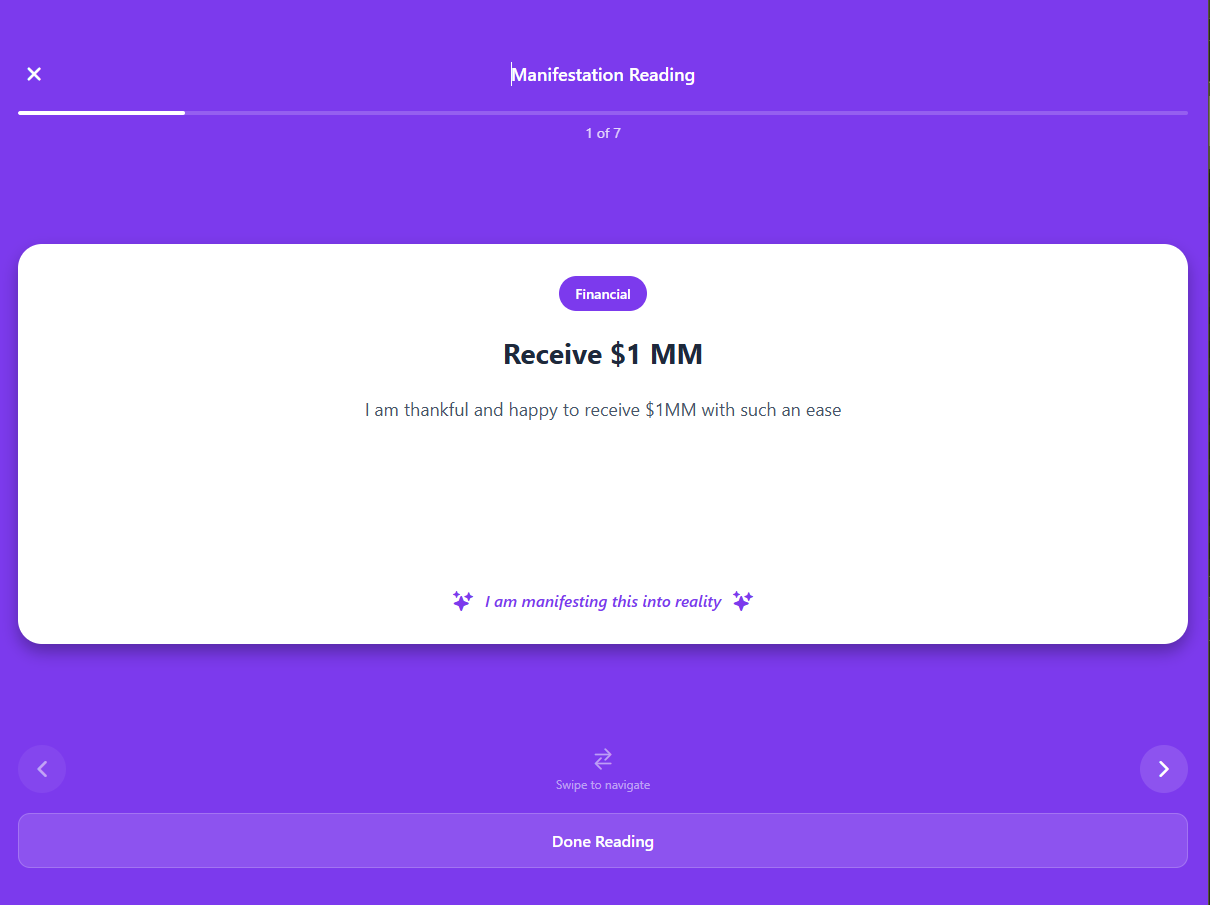 Manifestation Reading
1 of 7
Financial
Receive $1 MM
I am thankful and happy to receive $1MM with such an ease
I am manifesting this into reality
Swipe to navigate
Done Reading